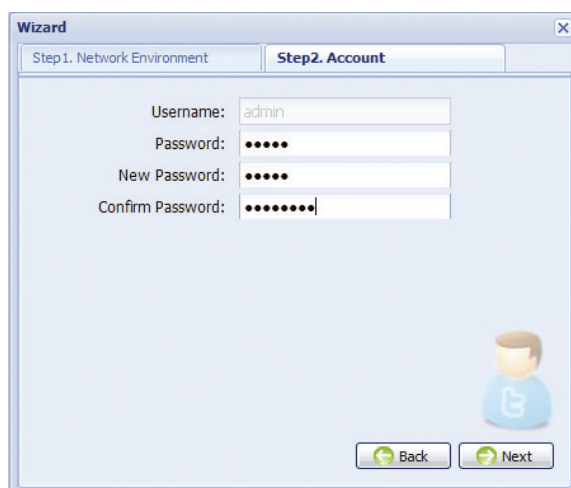 Wizard
Step1. Network Environment
Step2. Account
Username: admin
Password: •••••
New Password: •••••
Confirm Password: ••••••••
Back
Next